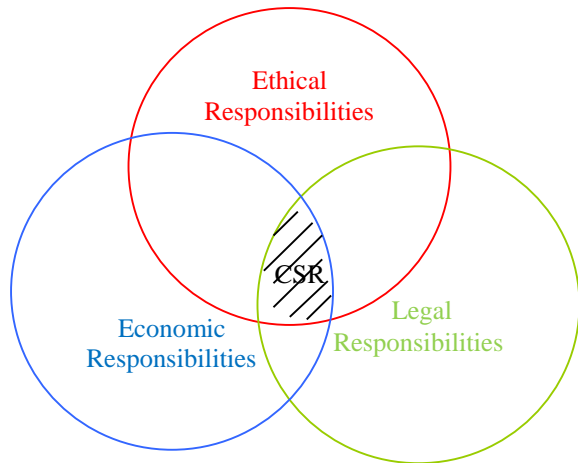 Ethical
Responsibilities
CSR
Economic
Responsibilities
Legal
Responsibilities